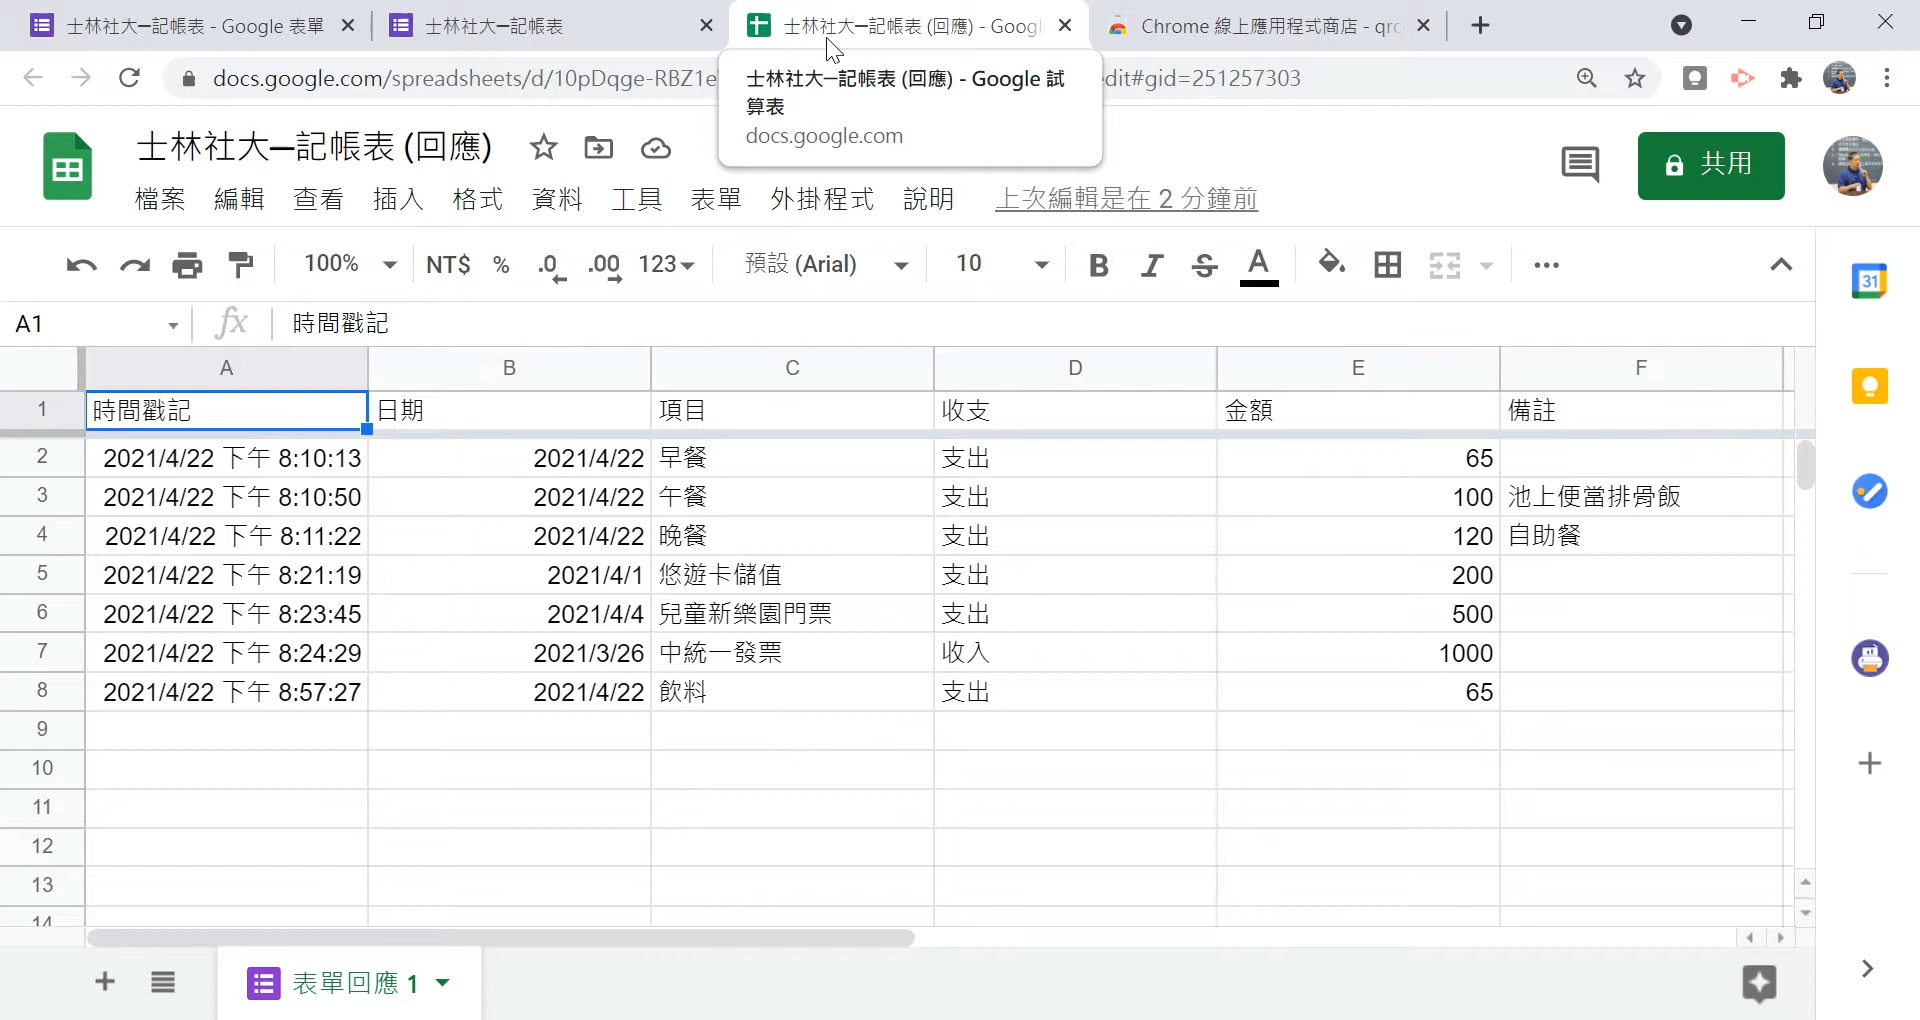 士林社大─記帳表 - Google 表單
士林社大─記帳表
士林社大─記帳表 (回應) - Googl
Chrome 線上應用程式商店 - qrc
docs.google.com/spreadsheets/d/10pDqge-RBZ1e
edit#gid=251257303
士林社大─記帳表 (回應) - Google 試
算表
docs.google.com
士林社大─記帳表 (回應)
共用
檔案 編輯 查看 插入 格式 資料 工具 表單 外掛程式 說明 上次編輯是在 2 分鐘前
100% NT$ % .0 .00 123 預設 (Arial) 10 B I S A
31
A1 fx 時間戳記
A B C D E F
1 時間戳記 日期 項目 收支 金額 備註
2 2021/4/22 下午 8:10:13 2021/4/22 早餐 支出 65
3 2021/4/22 下午 8:10:50 2021/4/22 午餐 支出 100 池上便當排骨飯
4 2021/4/22 下午 8:11:22 2021/4/22 晚餐 支出 120 自助餐
5 2021/4/22 下午 8:21:19 2021/4/1 悠遊卡儲值 支出 200
6 2021/4/22 下午 8:23:45 2021/4/4 兒童新樂園門票 支出 500
7 2021/4/22 下午 8:24:29 2021/3/26 中統一發票 收入 1000
8 2021/4/22 下午 8:57:27 2021/4/22 飲料 支出 65
9
10
11
12
13
14
表單回應 1